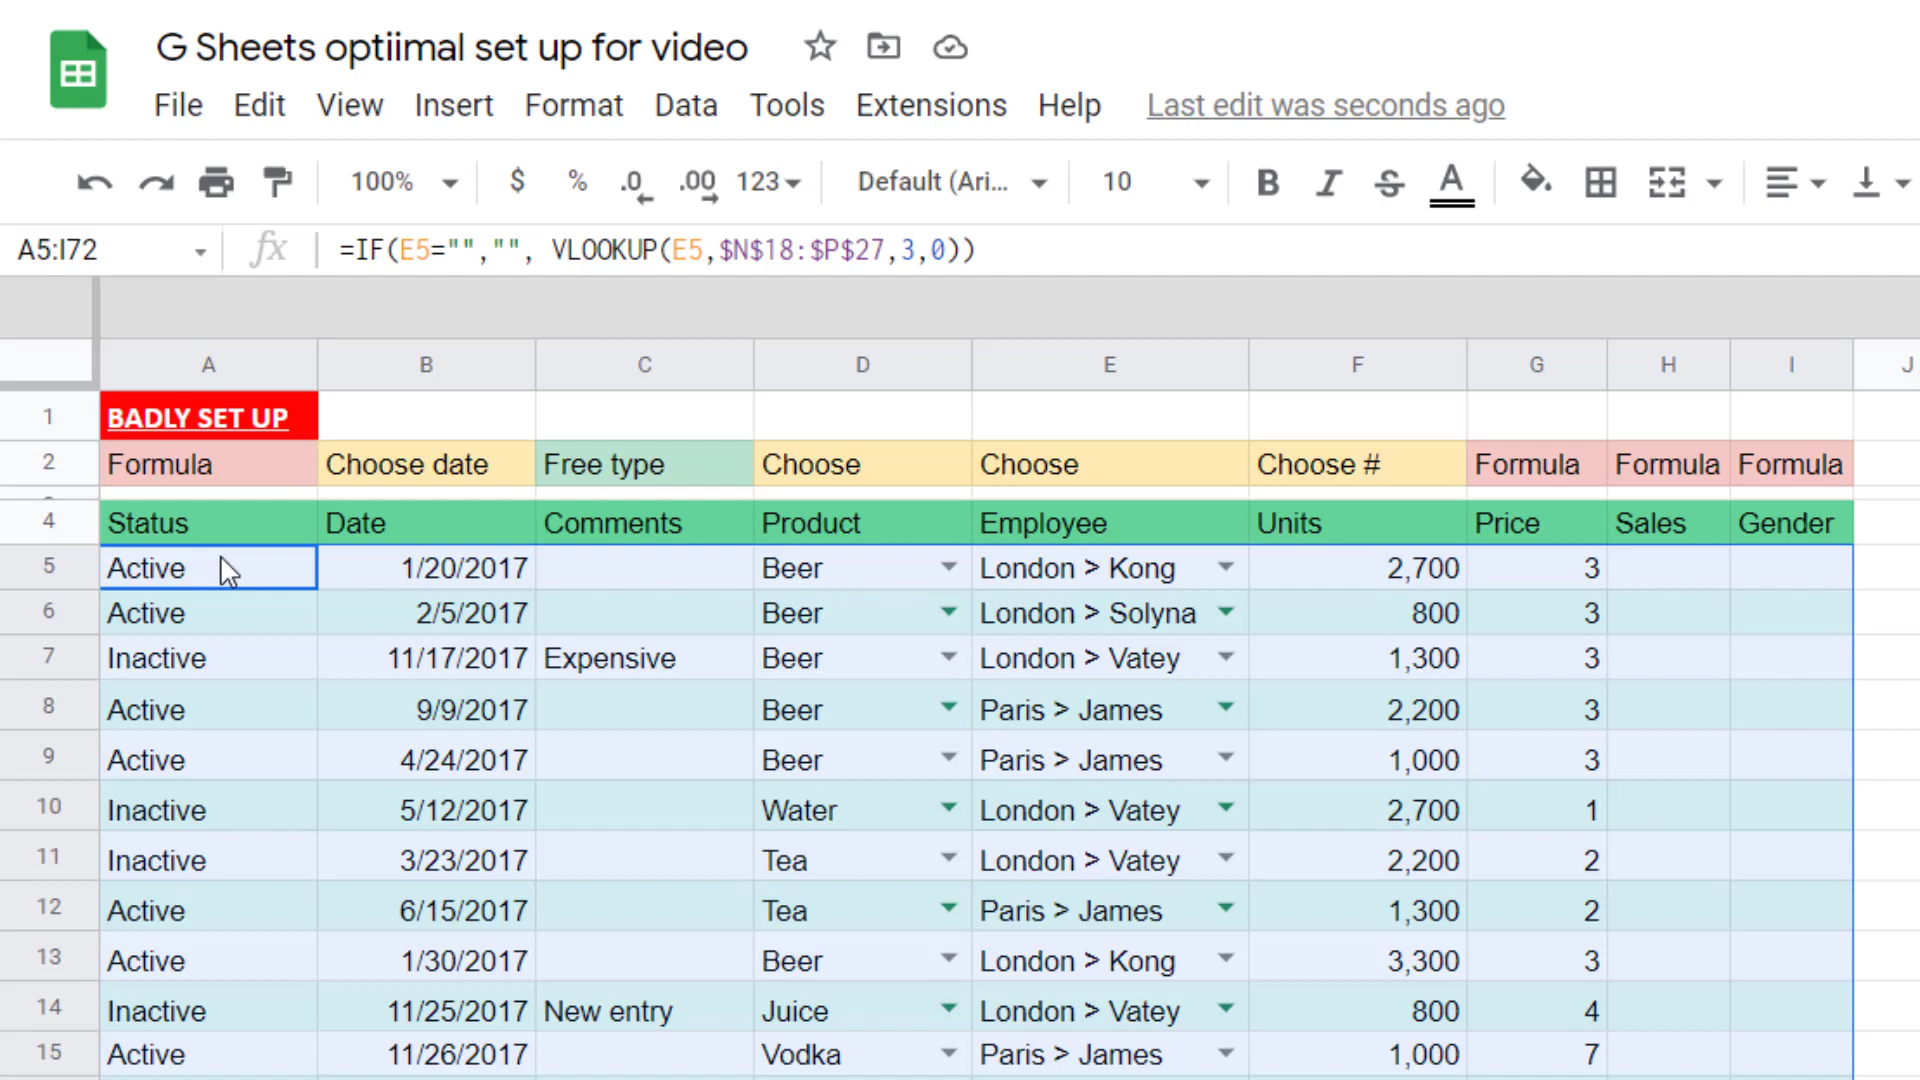 G Sheets optiimal set up for video
File Edit View Insert Format Data Tools Extensions Help Last edit was seconds ago
100% $ % .0 .00 123 Default (Ari... 10 B I S A
A5:I72 fx =IF(E5="","", VLOOKUP(E5,$N$18:$P$27,3,0))
A B C D E F G H I J
1 BADLY SET UP
2 Formula Choose date Free type Choose Choose Choose # Formula Formula Formula
4 Status Date Comments Product Employee Units Price Sales Gender
5 Active 1/20/2017 Beer London > Kong 2,700 3
6 Active 2/5/2017 Beer London > Solyna 800 3
7 Inactive 11/17/2017 Expensive Beer London > Vatey 1,300 3
8 Active 9/9/2017 Beer Paris > James 2,200 3
9 Active 4/24/2017 Beer Paris > James 1,000 3
10 Inactive 5/12/2017 Water London > Vatey 2,700 1
11 Inactive 3/23/2017 Tea London > Vatey 2,200 2
12 Active 6/15/2017 Tea Paris > James 1,300 2
13 Active 1/30/2017 Beer London > Kong 3,300 3
14 Inactive 11/25/2017 New entry Juice London > Vatey 800 4
15 Active 11/26/2017 Vodka Paris > James 1,000 7